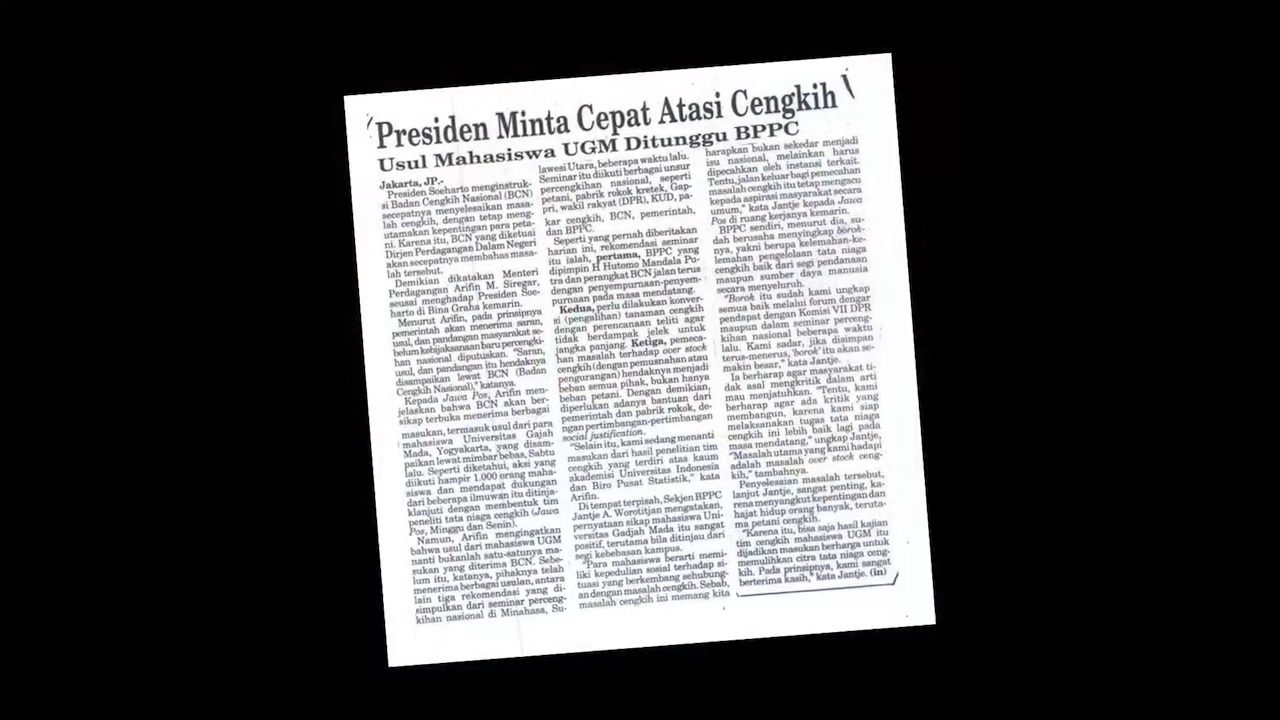 Presiden Minta Cepat Atasi Cengkih
Usul Mahasiswa UGM Ditunggu BPPC
Jakarta, JP.-
Presiden Soeharto menginstruk-
si Badan Cengkih Nasional (BCN)
secepatnya menyelesaikan masa-
lah cengkih, dengan tetap meng-
utamakan kepentingan para peta-
ni. Karena itu, BCN yang diketuai
Dirjen Perdagangan Dalam Negeri
akan secepatnya membahas masa-
lah tersebut.
Demikian dikatakan Menteri
Perdagangan Arifin M. Siregar,
seusai menghadap Presiden Soe-
harto di Bina Graha kemarin.
Menurut Arifin, pada prinsipnya
pemerintah akan menerima saran,
usul, dan pandangan masyarakat se-
belum kebijaksanaan baru percengki-
han nasional diputuskan. "Saran,
usul, dan pandangan itu hendaknya
disampaikan lewat BCN (Badan
Cengkih Nasional)," katanya.
Kepada Jawa Pos, Arifin men-
jelaskan bahwa BCN akan ber-
sikap terbuka menerima berbagai
masukan, termasuk usul dari para
mahasiswa Universitas Gajah
Mada, Yogyakarta, yang disam-
paikan lewat mimbar bebas, Sabtu
lalu. Seperti diketahui, aksi yang
diikuti hampir 1.000 orang maha-
siswa dan mendapat dukungan
dari beberapa ilmuwan itu ditinja-
klanjuti dengan membentuk tim
peneliti tata niaga cengkih (Jawa
Pos, Minggu dan Senin).
Namun, Arifin mengingatkan
bahwa usul dari mahasiswa UGM
nanti bukanlah satu-satunya ma-
sukan yang diterima BCN. Sebe-
lum itu, katanya, pihaknya telah
menerima berbagai usulan, antara
lain tiga rekomendasi yang di-
simpulkan dari seminar perceng-
kihan nasional di Minahasa, Su-
lawesi Utara, beberapa waktu lalu.
Seminar itu diikuti berbagai unsur
percengkihan nasional, seperti
petani, pabrik rokok kretek, Gap-
pri, wakil rakyat (DPR), KUD, pa-
kar cengkih, BCN, pemerintah,
dan BPPC.
Seperti yang pernah diberitakan
harian ini, rekomendasi seminar
itu ialah, pertama, BPPC yang
dipimpin H Hutomo Mandala Pu-
tra dan perangkat BCN jalan terus
dengan penyempurnaan-penyem-
purnaan pada masa mendatang.
Kedua, perlu dilakukan konver-
si (pengalihan) tanaman cengkih
dengan perencanaan teliti agar
tidak berdampak jelek untuk
jangka panjang. Ketiga, pemeca-
han masalah terhadap over stock
cengkih (dengan pemusnahan atau
pengurangan) hendaknya menjadi
beban semua pihak, bukan hanya
beban petani. Dengan demikian,
diperlukan adanya bantuan dari
pemerintah dan pabrik rokok, de-
ngan pertimbangan-pertimbangan
social justification.
"Selain itu, kami sedang menanti
masukan dari hasil penelitian tim
cengkih yang terdiri atas kaum
akademisi Universitas Indonesia
dan Biro Pusat Statistik," kata
Arifin.
Di tempat terpisah, Sekjen BPPC
Jantje A. Worotitjan mengatakan,
pernyataan sikap mahasiswa Uni-
versitas Gadjah Mada itu sangat
positif, terutama bila ditinjau dari
segi kebebasan kampus.
"Para mahasiswa berarti memi-
liki kepedulian sosial terhadap si-
tuasi yang berkembang sehubung-
an dengan masalah cengkih. Sebab,
masalah cengkih ini memang kita
harapkan bukan sekedar menjadi
isu nasional, melainkan harus
dipecahkan oleh instansi terkait.
Tentu, jalan keluar bagi pemecahan
masalah cengkih itu tetap mengacu
kepada aspirasi masyarakat secara
umum," kata Jantje kepada Jawa
Pos di ruang kerjanya kemarin.
BPPC sendiri, menurut dia, su-
dah berusaha menyingkap borok-
nya, yakni berupa kelemahan-ke-
lemahan pengelolaan tata niaga
cengkih baik dari segi pendanaan
maupun sumber daya manusia
secara menyeluruh.
"Borok itu sudah kami ungkap
semua baik melalui forum dengar
pendapat dengan Komisi VII DPR
maupun dalam seminar perceng-
kihan nasional beberapa waktu
lalu. Kami sadar, jika disimpan
terus-menerus, 'borok' itu akan se-
makin besar," kata Jantje.
Ia berharap agar masyarakat ti-
dak asal mengkritik dalam arti
mau menjatuhkan. "Tentu, kami
berharap agar ada kritik yang
membangun, karena kami siap
melaksanakan tugas tata niaga
cengkih ini lebih baik lagi pada
masa mendatang," ungkap Jantje,
"Masalah utama yang kami hadapi
adalah masalah over stock ceng-
kih," tambahnya.
Penyelesaian masalah tersebut,
lanjut Jantje, sangat penting, ka-
rena menyangkut kepentingan dan
hajat hidup orang banyak, teruta-
ma petani cengkih.
"Karena itu, bisa saja hasil kajian
tim cengkih mahasiswa UGM itu
dijadikan masukan berharga untuk
memulihkan citra tata niaga ceng-
kih. Pada prinsipnya, kami sangat
berterima kasih," kata Jantje. (in)